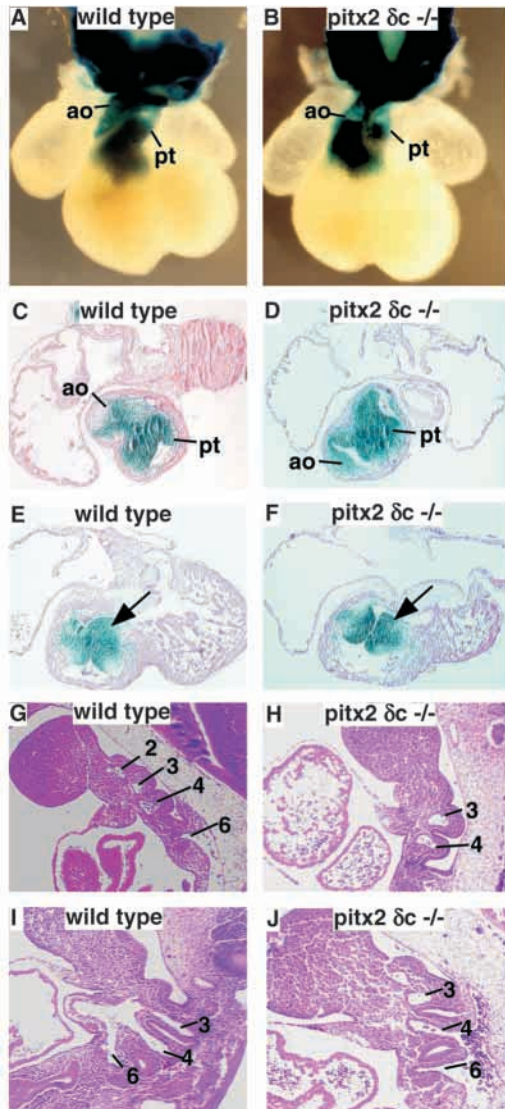 A wild type
ao
pt
B pitx2 δc -/-
ao
pt
C wild type
ao
pt
D pitx2 δc -/-
pt
ao
E wild type
F pitx2 δc -/-
G wild type
2
3
4
6
H pitx2 δc -/-
3
4
I wild type
3
4
6
J pitx2 δc -/-
3
4
6